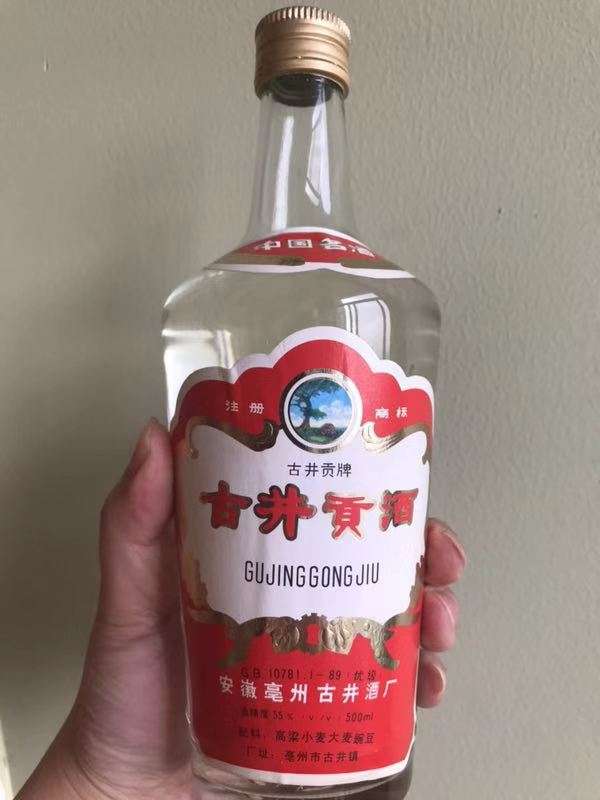 中国名酒
注册 商标
古井贡牌
古井贡酒
GUJINGGONGJIU
GB 10781.1-89(优级)
安徽亳州古井酒厂
酒精度55% (v/v) 500ml
配料: 高粱小麦大麦豌豆
厂址: 亳州市古井镇